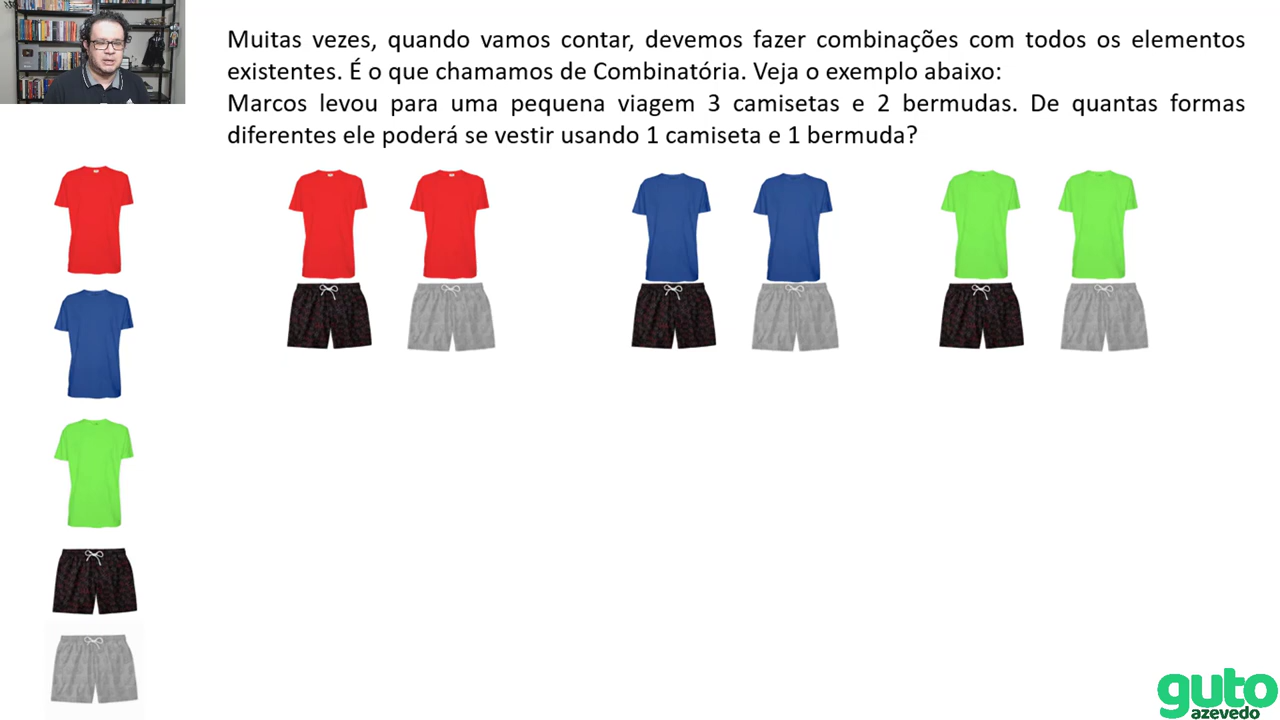 Muitas vezes, quando vamos contar, devemos fazer combinações com todos os elementos
existentes. É o que chamamos de Combinatória. Veja o exemplo abaixo:
Marcos levou para uma pequena viagem 3 camisetas e 2 bermudas. De quantas formas
diferentes ele poderá se vestir usando 1 camiseta e 1 bermuda?
guto
azevedo